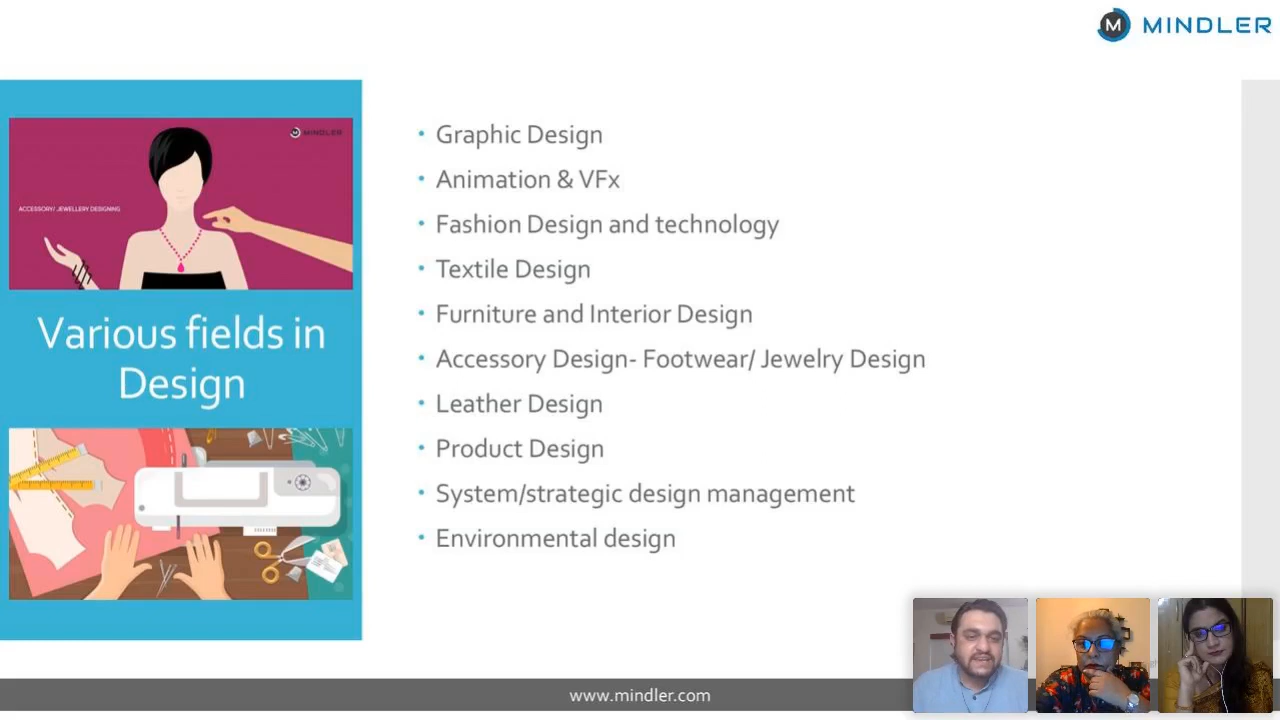 MINDLER
MINDLER
ACCESSORY/ JEWELLERY DESIGNING
Various fields in
Design
• Graphic Design
• Animation & VFx
• Fashion Design and technology
• Textile Design
• Furniture and Interior Design
• Accessory Design- Footwear/ Jewelry Design
• Leather Design
• Product Design
• System/strategic design management
• Environmental design
www.mindler.com